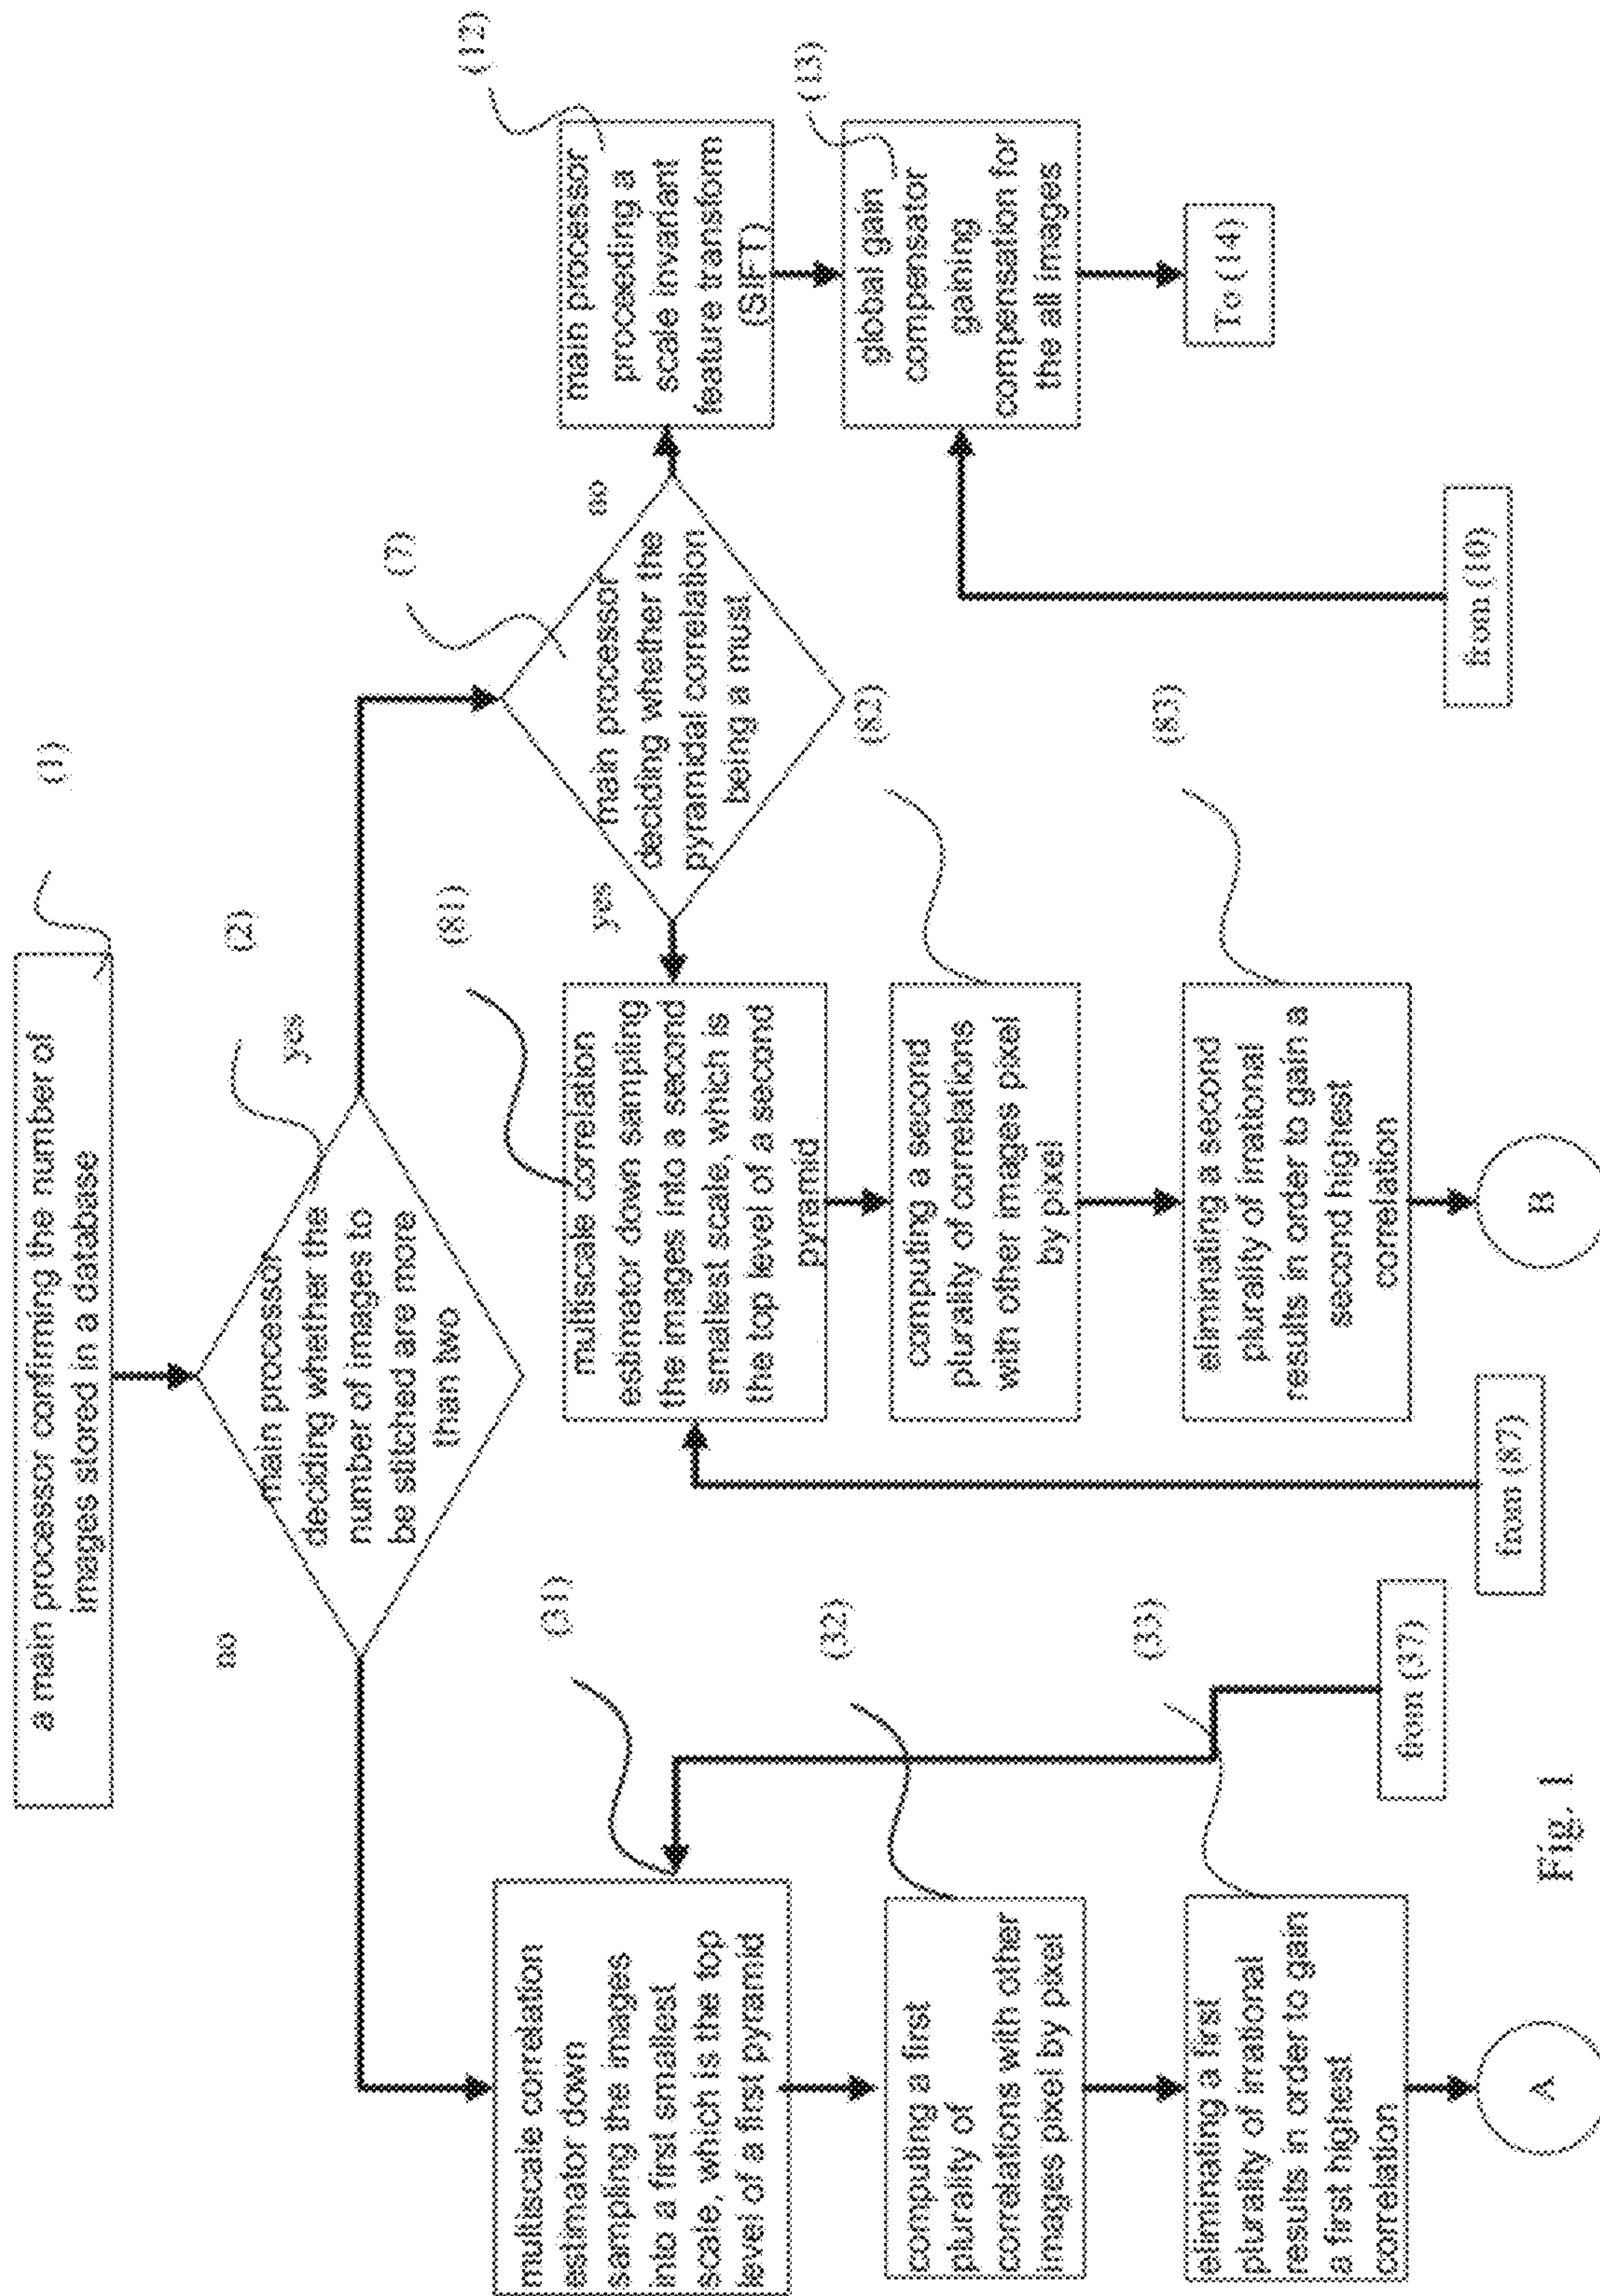 a main processor confirming the number of
images stored in a database
(1)
(2)
no
yes
main processor
deciding whether the
number of images to
be stitched are more
than two
(7)
main processor
deciding whether the
pyramidal correlation
being a must
yes
no
(12)
main processor
proceeding a
scale invariant
feature transform
(SIFT)
(13)
global gain
compensator
gaining
compensation for
the all images
To (14)
from (10)
(31)
multiscale correlation
estimator down
sampling the images
into a first smallest
scale, which is the top
level of a first pyramid
(32)
computing a first
plurality of
correlations with other
images pixel by pixel
(33)
eliminating a first
plurality of irrational
results in order to gain
a first highest
correlation
A
from (37)
(81)
multiscale correlation
estimator down sampling
the images into a second
smallest scale, which is
the top level of a second
pyramid
(82)
computing a second
plurality of correlations
with other images pixel
by pixel
(83)
eliminating a second
plurality of irrational
results in order to gain a
second highest
correlation
B
from (87)
Fig. 1